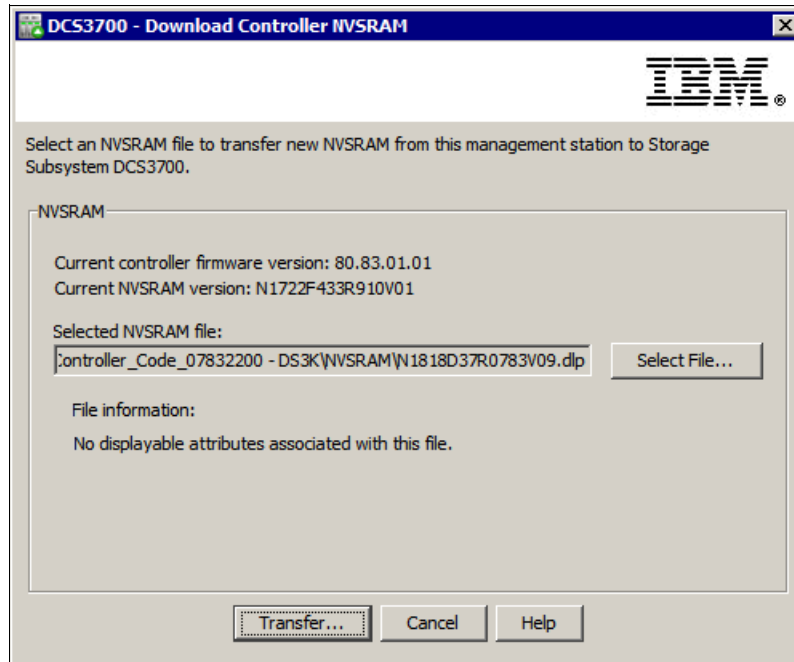 DCS3700 - Download Controller NVSRAM
IBM®
Select an NVSRAM file to transfer new NVSRAM from this management station to Storage
Subsystem DCS3700.
NVSRAM
Current controller firmware version: 80.83.01.01
Current NVSRAM version: N1722F433R910V01
Selected NVSRAM file:
Controller_Code_07832200 - DS3K\NVSRAM\N1818D37R0783V09.dlp
Select File...
File information:
No displayable attributes associated with this file.
Transfer...
Cancel
Help